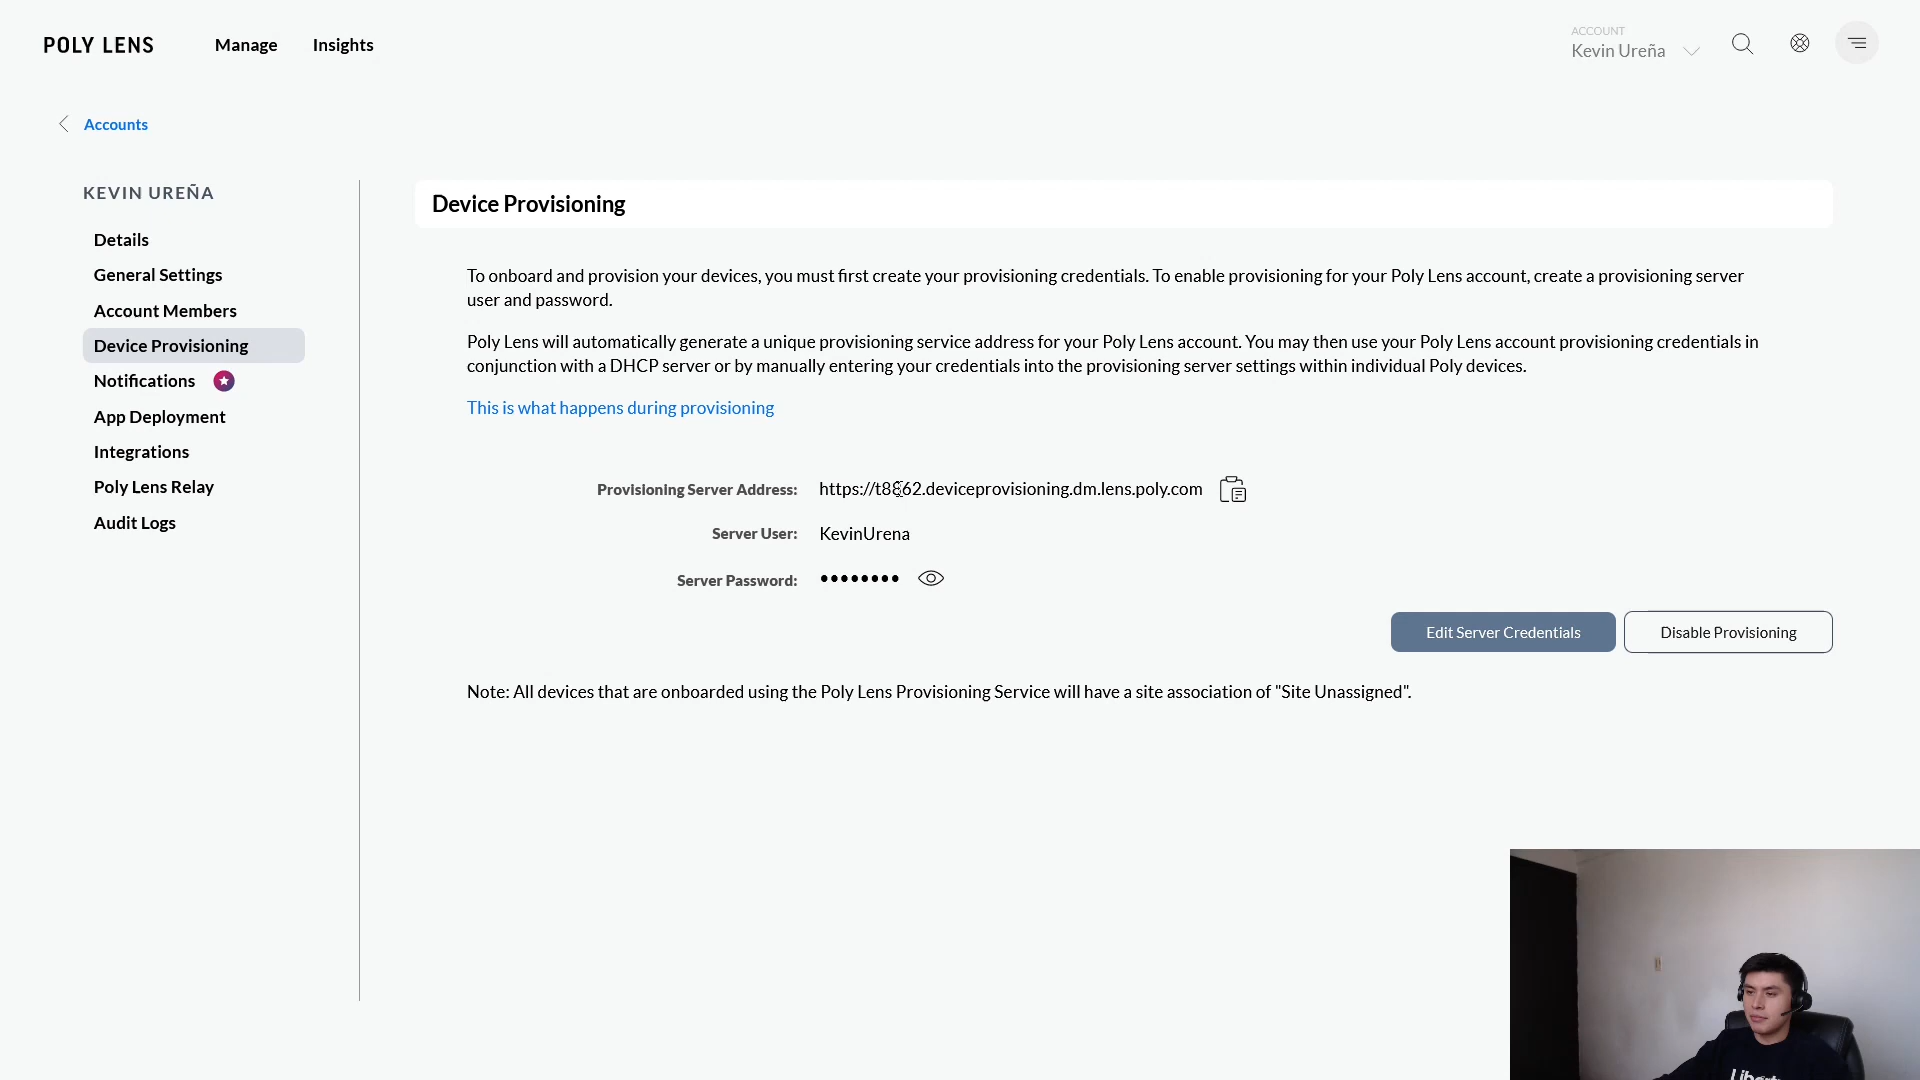 POLY LENS
Manage
Insights
ACCOUNT
Kevin Ureña
Accounts
KEVIN UREÑA
Details
General Settings
Account Members
Device Provisioning
Notifications
App Deployment
Integrations
Poly Lens Relay
Audit Logs
Device Provisioning
To onboard and provision your devices, you must first create your provisioning credentials. To enable provisioning for your Poly Lens account, create a provisioning server
user and password.
Poly Lens will automatically generate a unique provisioning service address for your Poly Lens account. You may then use your Poly Lens account provisioning credentials in
conjunction with a DHCP server or by manually entering your credentials into the provisioning server settings within individual Poly devices.
This is what happens during provisioning
Provisioning Server Address:
Server User: KevinUrena
Server Password: ••••••••
Edit Server Credentials
Disable Provisioning
Note: All devices that are onboarded using the Poly Lens Provisioning Service will have a site association of "Site Unassigned".